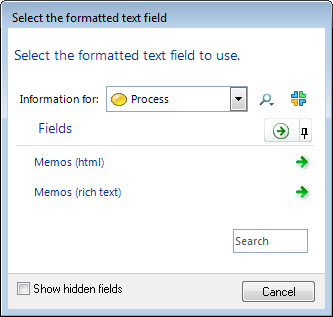 Select the formatted text field
Select the formatted text field to use.
Information for: Process
Fields
Memos (html)
Memos (rich text)
Search
Show hidden fields
Cancel